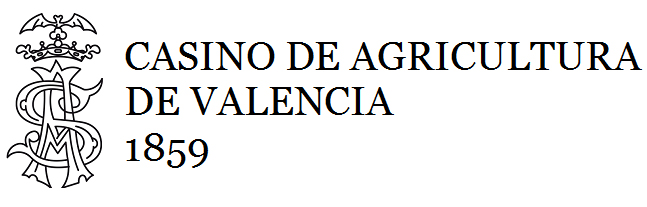 CASINO DE AGRICULTURA
DE VALENCIA
1859